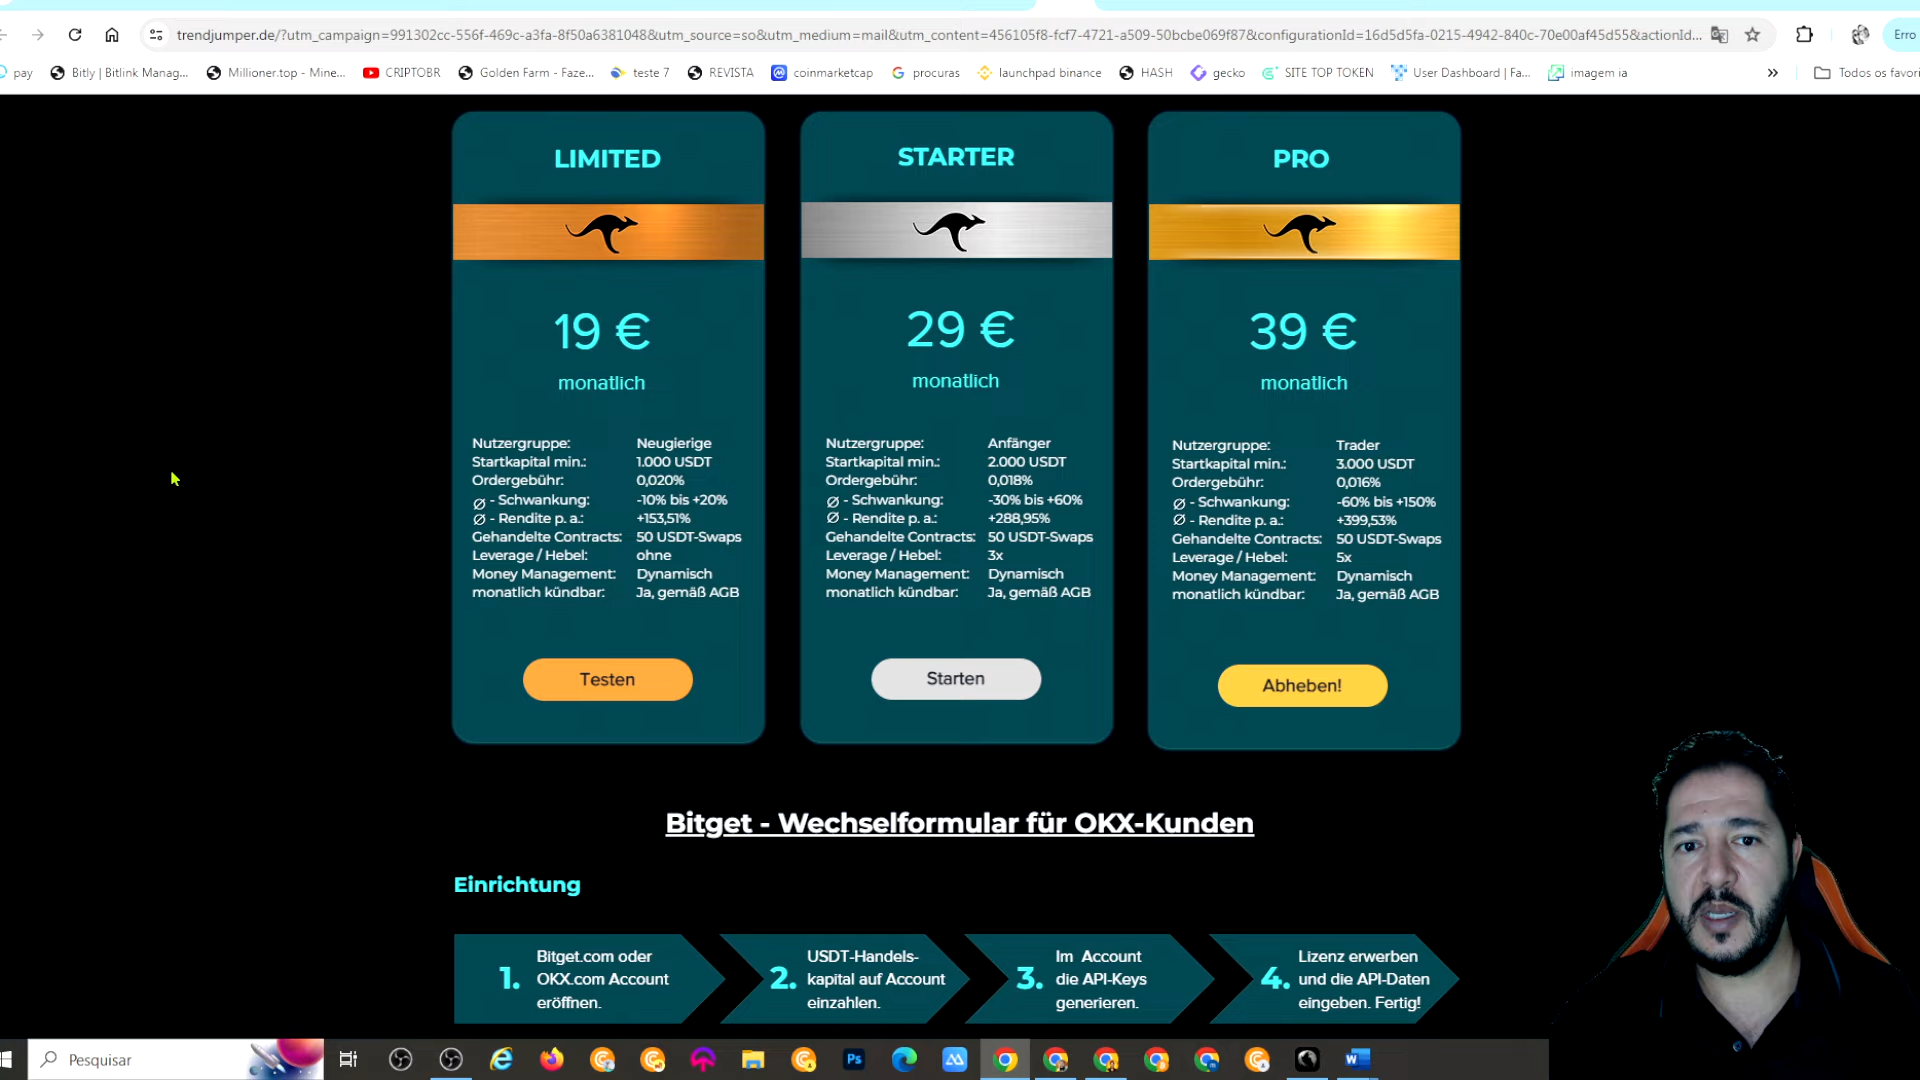 trendjumper.de/?utm_campaign=991302cc-556f-469c-a3fa-8f50a6381048&utm_source=so&utm_medium=mail&utm_content=456105f8-fcf7-4721-a509-50bcbe069f87&configurationId=16d5d5fa-0215-4942-840c-70e00af45d55&actionId...
Erro
pay
Bitly | Bitlink Manag...
Millioner.top - Mine...
CRIPTOBR
Golden Farm - Faze...
teste 7
REVISTA
coinmarketcap
procuras
launchpad binance
HASH
gecko
SITE TOP TOKEN
User Dashboard | Fa...
imagem ia
»
Todos os favori
LIMITED
19 €
monatlich
Nutzergruppe: Neugierige
Startkapital min.: 1.000 USDT
Ordergebühr: 0,020%
Ø - Schwankung: -10% bis +20%
Ø - Rendite p. a.: +153,51%
Gehandelte Contracts: 50 USDT-Swaps
Leverage / Hebel: ohne
Money Management: Dynamisch
monatlich kündbar: Ja, gemäß AGB
Testen
STARTER
29 €
monatlich
Nutzergruppe: Anfänger
Startkapital min.: 2.000 USDT
Ordergebühr: 0,018%
Ø - Schwankung: -30% bis +60%
Ø - Rendite p. a.: +288,95%
Gehandelte Contracts: 50 USDT-Swaps
Leverage / Hebel: 3x
Money Management: Dynamisch
monatlich kündbar: Ja, gemäß AGB
Starten
PRO
39 €
monatlich
Nutzergruppe: Trader
Startkapital min.: 3.000 USDT
Ordergebühr: 0,016%
Ø - Schwankung: -60% bis +150%
Ø - Rendite p. a.: +399,53%
Gehandelte Contracts: 50 USDT-Swaps
Leverage / Hebel: 5x
Money Management: Dynamisch
monatlich kündbar: Ja, gemäß AGB
Abheben!
Bitget - Wechselformular für OKX-Kunden
Einrichtung
1.
Bitget.com oder
OKX.com Account
eröffnen.
2.
USDT-Handels-
kapital auf Account
einzahlen.
3.
Im Account
die API-Keys
generieren.
4.
Lizenz erwerben
und die API-Daten
eingeben. Fertig!
Pesquisar
Ps
W